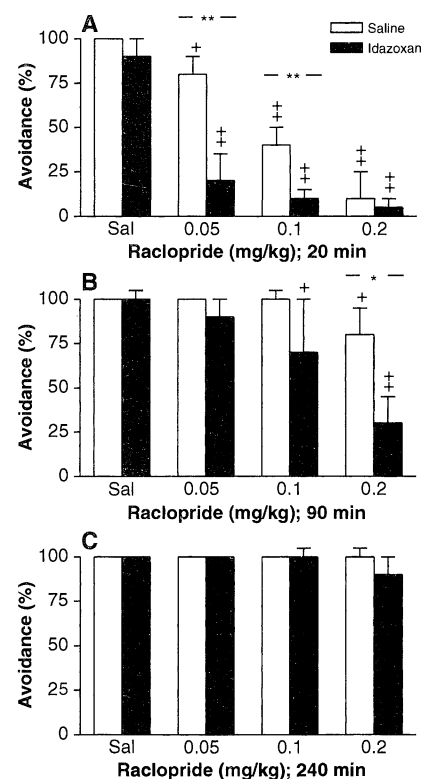 A
**
Saline
Idazoxan
**
+
++
++
++
++
++
Avoidance (%)
100
75
50
25
0
Sal 0.05 0.1 0.2
Raclopride (mg/kg); 20 min
B
*
+
+
++
Avoidance (%)
100
75
50
25
0
Sal 0.05 0.1 0.2
Raclopride (mg/kg); 90 min
C
Avoidance (%)
100
75
50
25
0
Sal 0.05 0.1 0.2
Raclopride (mg/kg); 240 min